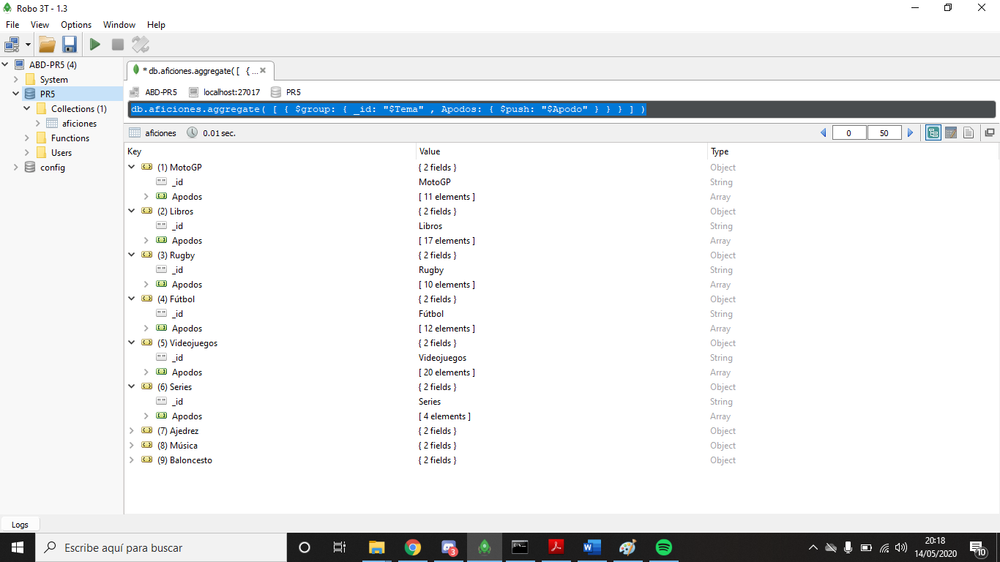 Robo 3T - 1.3
File View Options Window Help
ABD-PR5 (4)
System
PR5
Collections (1)
aficiones
Functions
Users
config
* db.aficiones.aggregate( [ { ...
ABD-PR5 localhost:27017 PR5
db.aficiones.aggregate( [ { $group: { _id: "$Tema" , Apodos: { $push: "$Apodo" } } } ] )
aficiones 0.01 sec. 0 50
Key Value Type
(1) MotoGP { 2 fields } Object
_id MotoGP String
Apodos [ 11 elements ] Array
(2) Libros { 2 fields } Object
_id Libros String
Apodos [ 17 elements ] Array
(3) Rugby { 2 fields } Object
_id Rugby String
Apodos [ 10 elements ] Array
(4) Fútbol { 2 fields } Object
_id Fútbol String
Apodos [ 12 elements ] Array
(5) Videojuegos { 2 fields } Object
_id Videojuegos String
Apodos [ 20 elements ] Array
(6) Series { 2 fields } Object
_id Series String
Apodos [ 4 elements ] Array
(7) Ajedrez { 2 fields } Object
(8) Música { 2 fields } Object
(9) Baloncesto { 2 fields } Object
Logs
Escribe aquí para buscar
3
20:18
14/05/2020
10